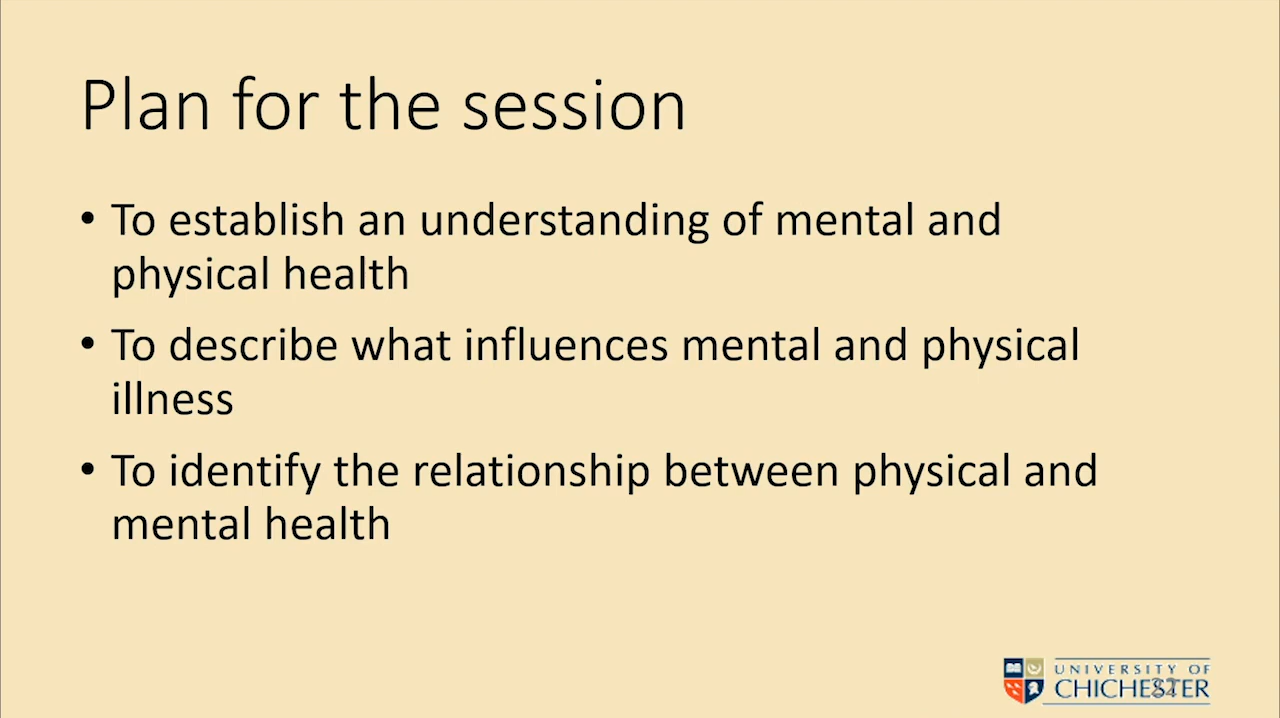 Plan for the session
• To establish an understanding of mental and
physical health
• To describe what influences mental and physical
illness
• To identify the relationship between physical and
mental health
UNIVERSITY OF
CHICHESTER
22